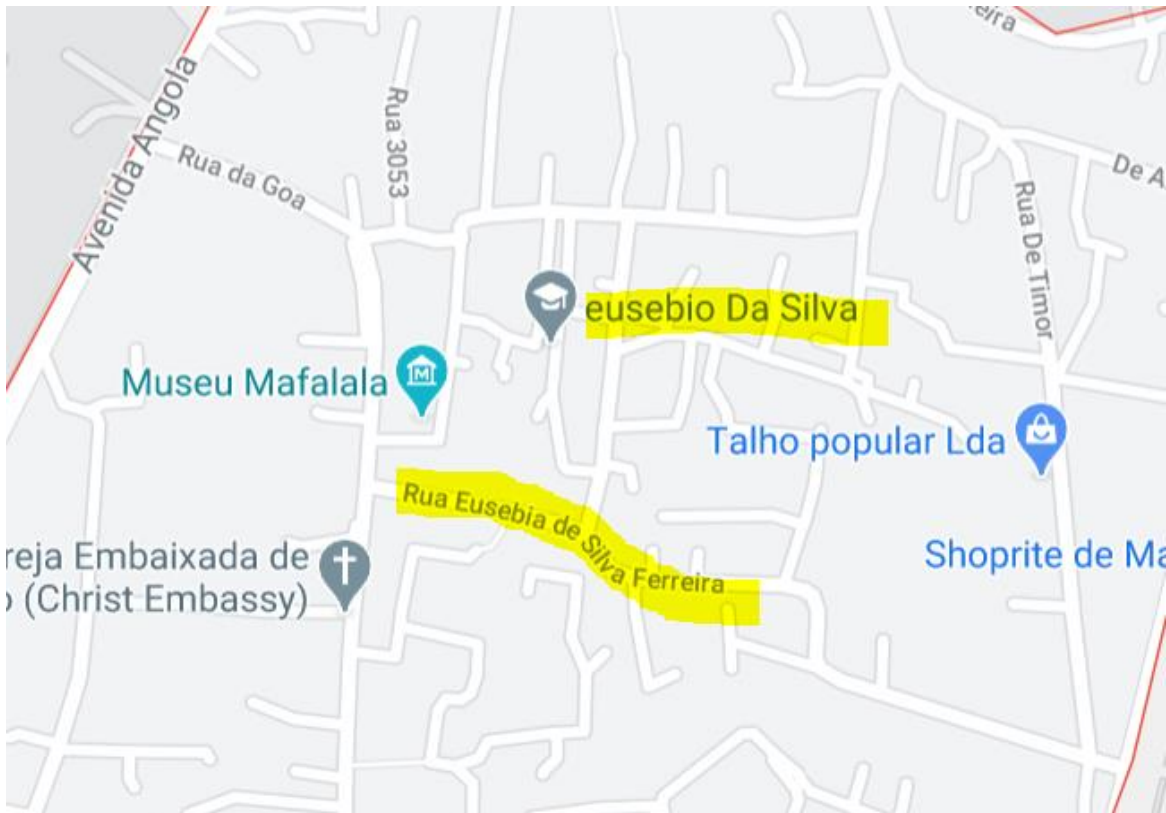 eira
Avenida Angola
Rua 3053
Rua da Goa
De A
Rua De Timor
eusebio Da Silva
Museu Mafalala
Talho popular Lda
Rua Eusebia de Silva Ferreira
reja Embaixada de
o (Christ Embassy)
Shoprite de Ma